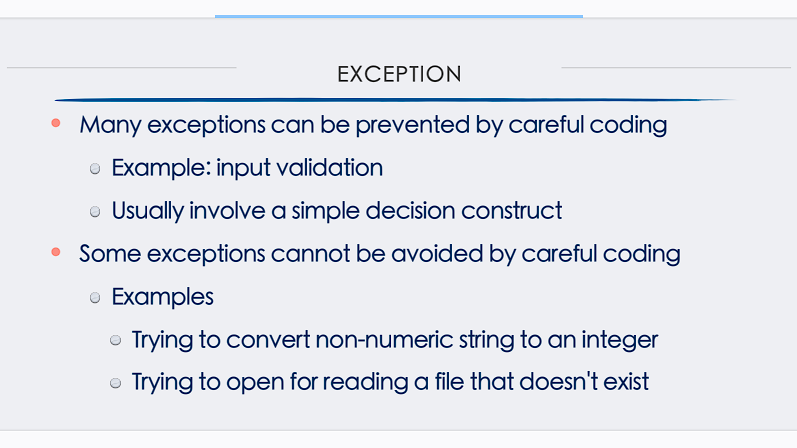 EXCEPTION
Many exceptions can be prevented by careful coding
Example: input validation
Usually involve a simple decision construct
Some exceptions cannot be avoided by careful coding
Examples
Trying to convert non-numeric string to an integer
Trying to open for reading a file that doesn't exist